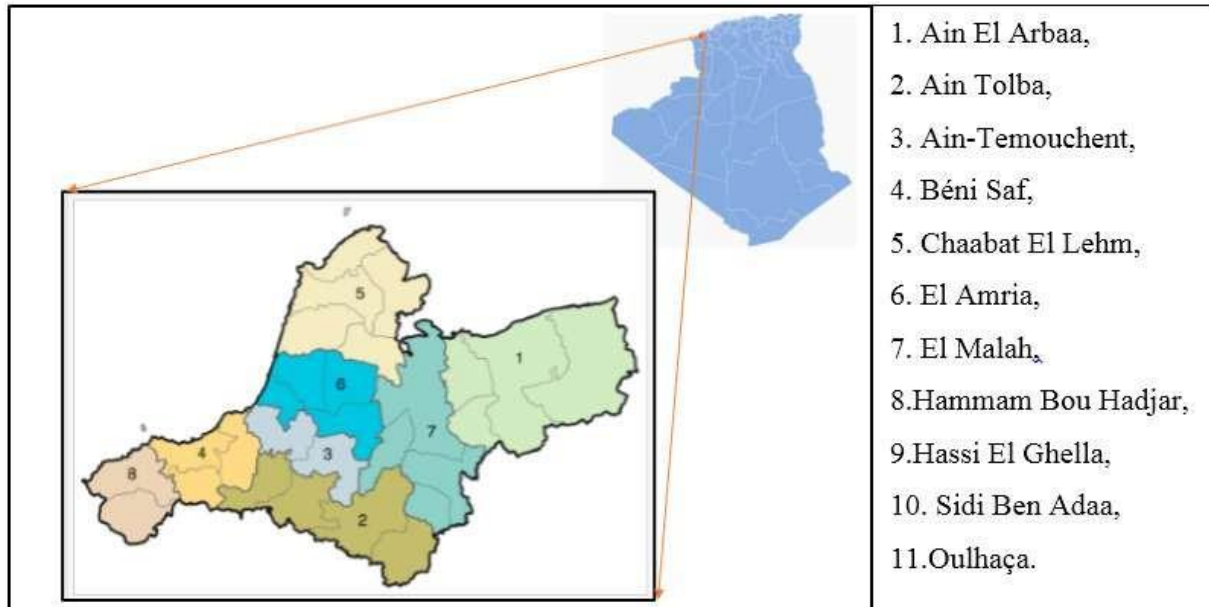 1. Ain El Arbaa,
2. Ain Tolba,
3. Ain-Temouchent,
4. Béni Saf,
5. Chaabat El Lehm,
6. El Amria,
7. El Malah,
8.Hammam Bou Hadjar,
9.Hassi El Ghella,
10. Sidi Ben Adaa,
11.Oulhaça.
5
1
6
7
4
3
8
2